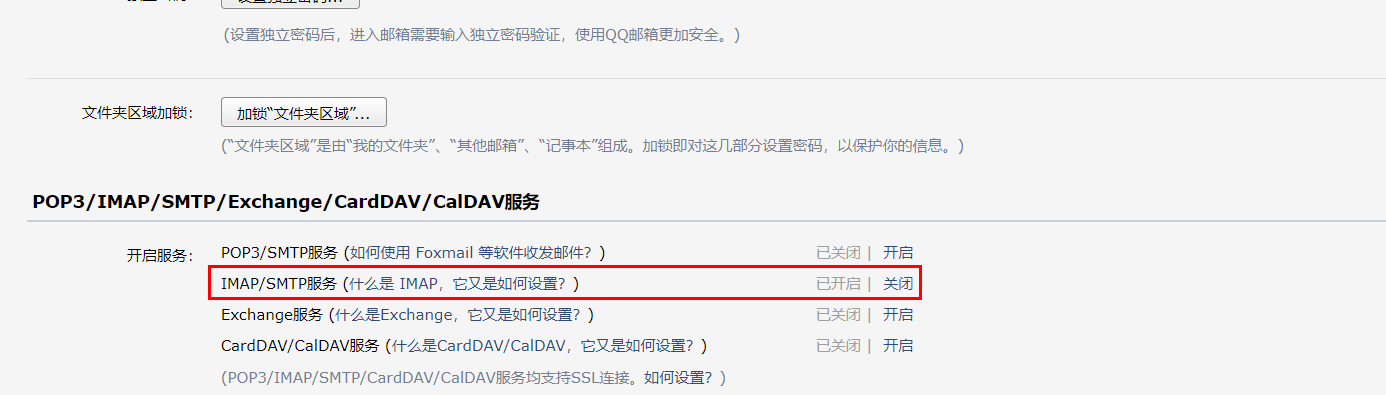 设置独立密码...
(设置独立密码后，进入邮箱需要输入独立密码验证，使用QQ邮箱更加安全。)
文件夹区域加锁： 加锁“文件夹区域”...
(“文件夹区域”是由“我的文件夹”、“其他邮箱”、“记事本”组成。加锁即对这几部分设置密码，以保护你的信息。)
POP3/IMAP/SMTP/Exchange/CardDAV/CalDAV服务
开启服务： POP3/SMTP服务 (如何使用 Foxmail 等软件收发邮件？) 已关闭 | 开启
IMAP/SMTP服务 (什么是 IMAP，它又是如何设置？) 已开启 | 关闭
Exchange服务 (什么是Exchange，它又是如何设置？) 已关闭 | 开启
CardDAV/CalDAV服务 (什么是CardDAV/CalDAV，它又是如何设置？) 已关闭 | 开启
(POP3/IMAP/SMTP/CardDAV/CalDAV服务均支持SSL连接。如何设置？)